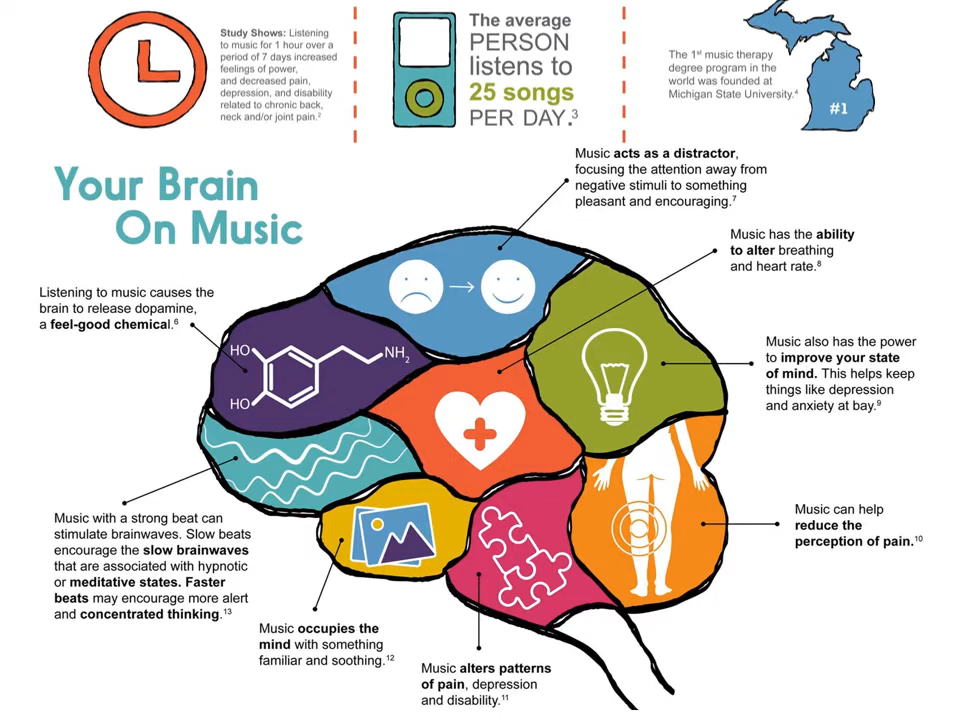 Study Shows: Listening
to music for 1 hour over a
period of 7 days increased
feelings of power,
and decreased pain,
depression, and disability
related to chronic back,
neck and/or joint pain.²
The average
PERSON
listens to
25 songs
PER DAY.³
The 1ˢᵗ music therapy
degree program in the
world was founded at
Michigan State University.⁴
#1
Your Brain
On Music
Music acts as a distractor,
focusing the attention away from
negative stimuli to something
pleasant and encouraging.⁷
Music has the ability
to alter breathing
and heart rate.⁸
Listening to music causes the
brain to release dopamine,
a feel-good chemical.⁶
HO
NH₂
HO
Music also has the power
to improve your state
of mind. This helps keep
things like depression
and anxiety at bay.⁹
Music can help
reduce the
perception of pain.¹⁰
Music with a strong beat can
stimulate brainwaves. Slow beats
encourage the slow brainwaves
that are associated with hypnotic
or meditative states. Faster
beats may encourage more alert
and concentrated thinking.¹³
Music occupies the
mind with something
familiar and soothing.¹²
Music alters patterns
of pain, depression
and disability.¹¹